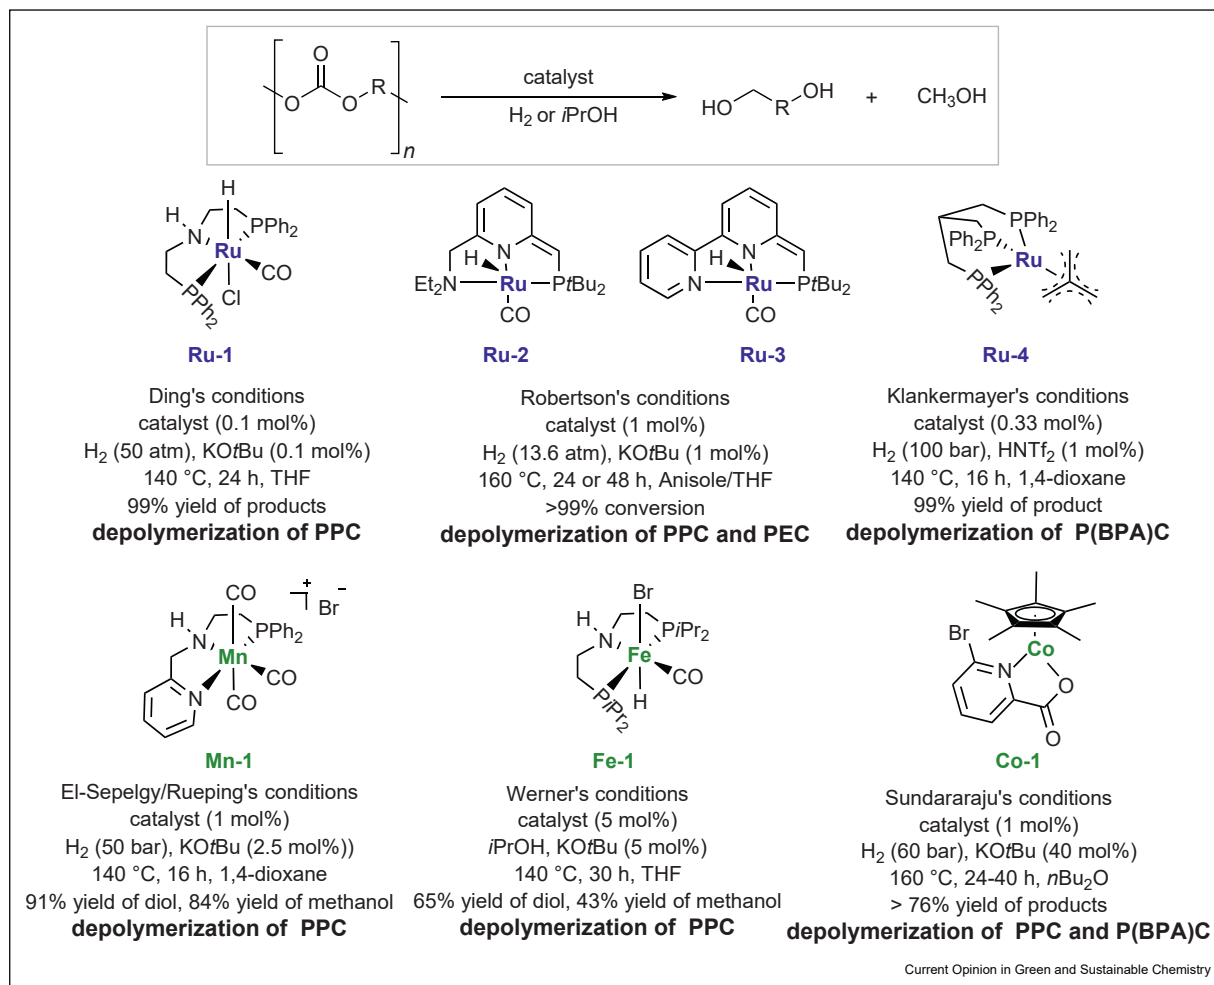 O
O
O
R
n
catalyst
H2 or iPrOH
HO
R
OH
+
CH3OH
H
H
N
PPh2
Ru
CO
Cl
PPh2
Ru-1
Ding's conditions
catalyst (0.1 mol%)
H2 (50 atm), KOtBu (0.1 mol%)
140 °C, 24 h, THF
99% yield of products
depolymerization of PPC
N
H
Ru
Et2N
PtBu2
CO
Ru-2
N
H
N
Ru
PtBu2
CO
Ru-3
Robertson's conditions
catalyst (1 mol%)
H2 (13.6 atm), KOtBu (1 mol%)
160 °C, 24 or 48 h, Anisole/THF
>99% conversion
depolymerization of PPC and PEC
PPh2
Ph2P
Ru
PPh2
Ru-4
Klankermayer's conditions
catalyst (0.33 mol%)
H2 (100 bar), HNTf2 (1 mol%)
140 °C, 16 h, 1,4-dioxane
99% yield of product
depolymerization of P(BPA)C
CO
+
Br-
H
N
PPh2
Mn
CO
N
CO
Mn-1
El-Sepelgy/Rueping's conditions
catalyst (1 mol%)
H2 (50 bar), KOtBu (2.5 mol%))
140 °C, 16 h, 1,4-dioxane
91% yield of diol, 84% yield of methanol
depolymerization of PPC
Br
H
N
PiPr2
Fe
CO
H
PiPr2
Fe-1
Werner's conditions
catalyst (5 mol%)
iPrOH, KOtBu (5 mol%)
140 °C, 30 h, THF
65% yield of diol, 43% yield of methanol
depolymerization of PPC
Br
Co
N
O
O
Co-1
Sundararaju's conditions
catalyst (1 mol%)
H2 (60 bar), KOtBu (40 mol%)
160 °C, 24-40 h, nBu2O
> 76% yield of products
depolymerization of PPC and P(BPA)C
Current Opinion in Green and Sustainable Chemistry